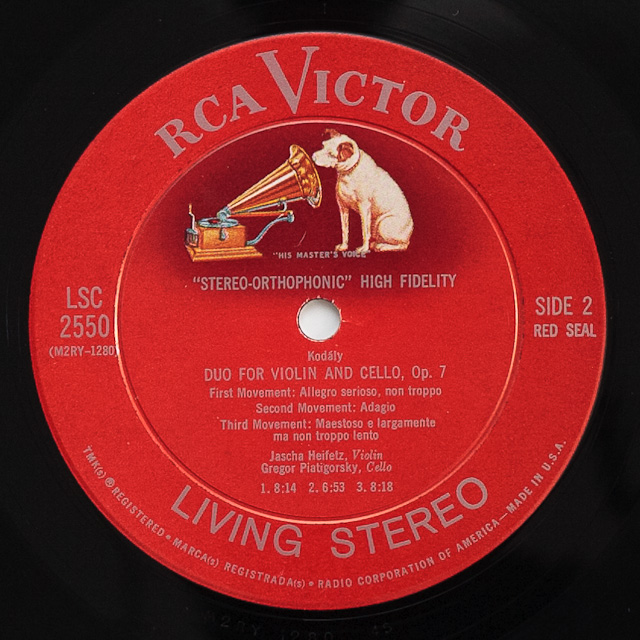 RCA VICTOR
"HIS MASTER'S VOICE"
"STEREO-ORTHOPHONIC" HIGH FIDELITY
LSC
2550
(M2RY-1280)
SIDE 2
RED SEAL
Kodály
DUO FOR VIOLIN AND CELLO, Op. 7
First Movement: Allegro serioso, non troppo
Second Movement: Adagio
Third Movement: Maestoso e largamente
ma non troppo lento
Jascha Heifetz, Violin
Gregor Piatigorsky, Cello
1. 8:14 2. 6:53 3. 8:18
LIVING STEREO
TMK(s) ® REGISTERED • MARCA(s) REGISTRADA(s) • RADIO CORPORATION OF AMERICA—MADE IN U.S.A.